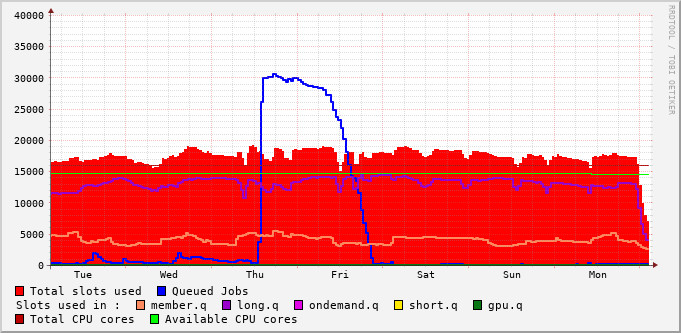 40000
35000
30000
25000
20000
15000
10000
5000
0
Tue Wed Thu Fri Sat Sun Mon
Total slots used Queued Jobs
Slots used in : member.q long.q ondemand.q short.q gpu.q
Total CPU cores Available CPU cores
RRDTOOL / TOBI OETIKER